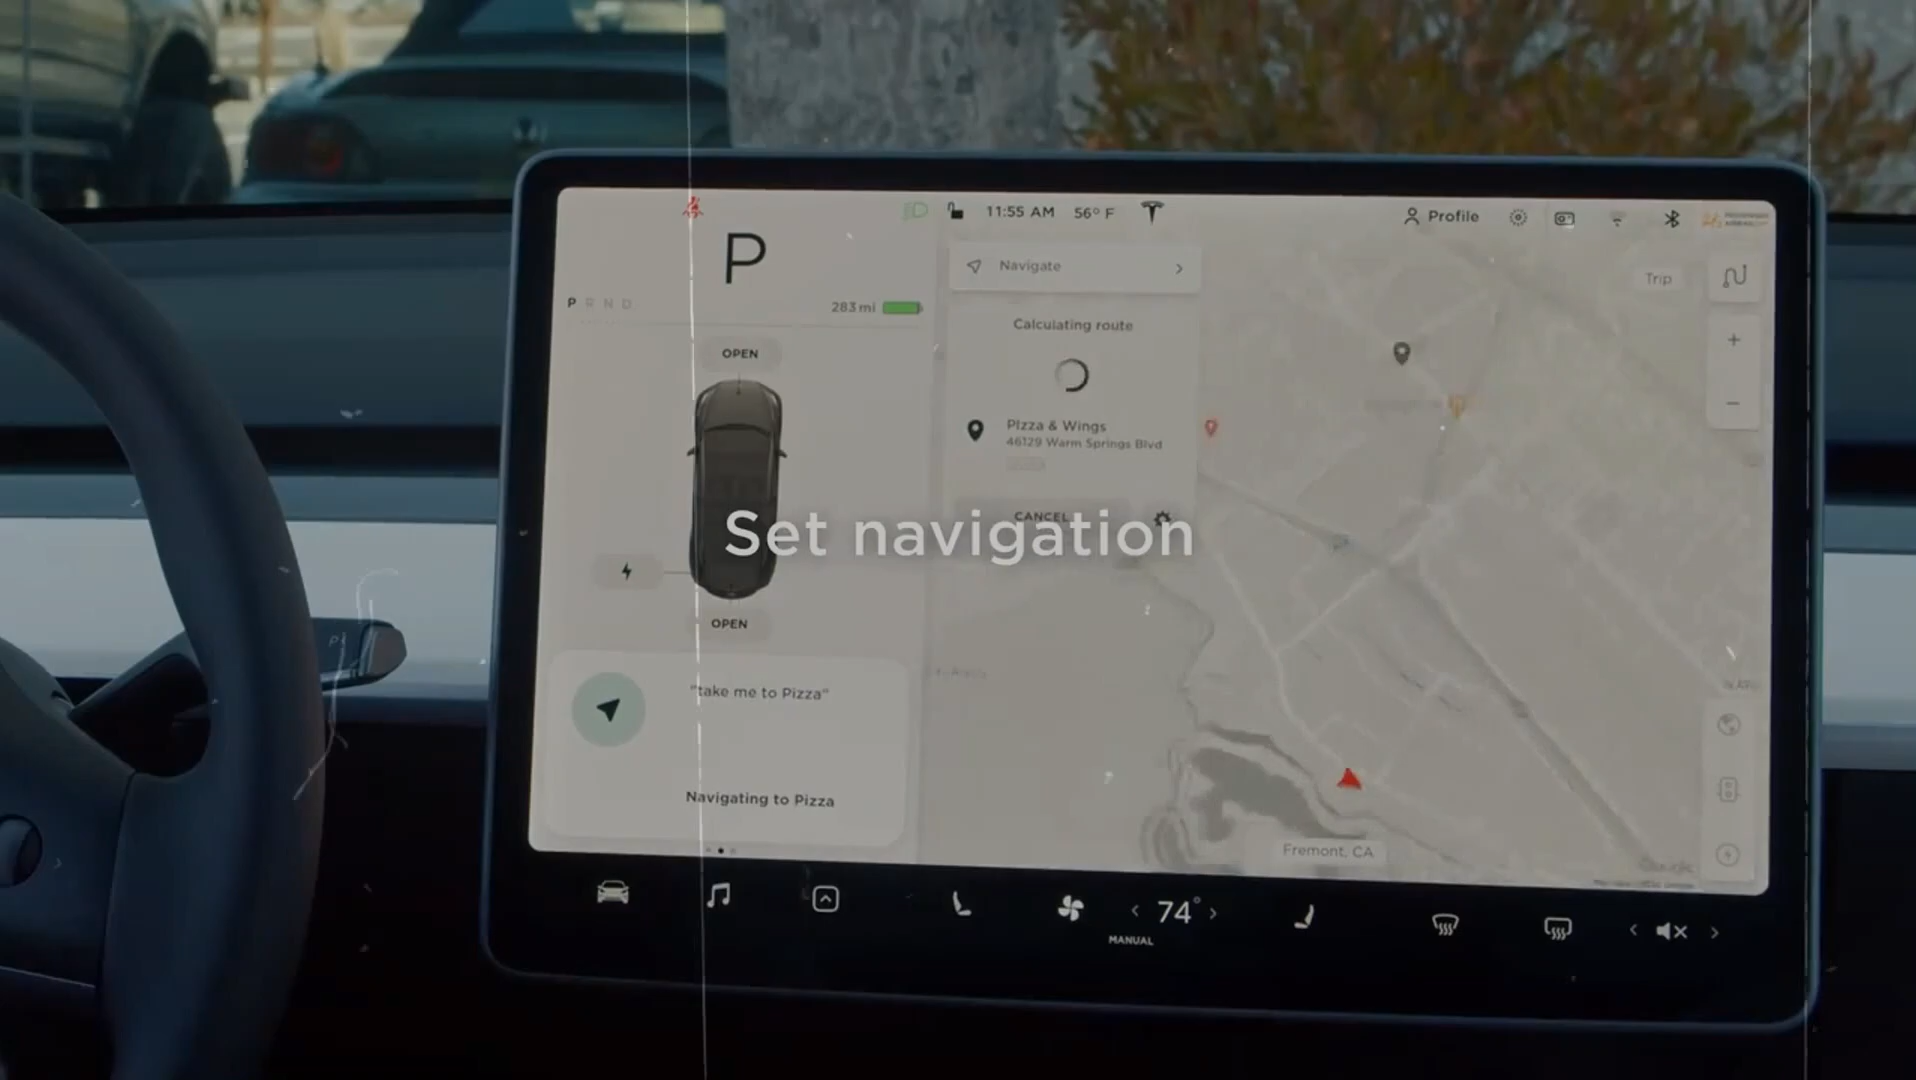 11:55 AM 56° F
Profile
P
P R N D
283 mi
OPEN
OPEN
"take me to Pizza"
Navigating to Pizza
Navigate
Calculating route
Pizza & Wings
46129 Warm Springs Blvd
CANCEL
Set navigation
Trip
+
−
Fremont, CA
Google
74°
MANUAL